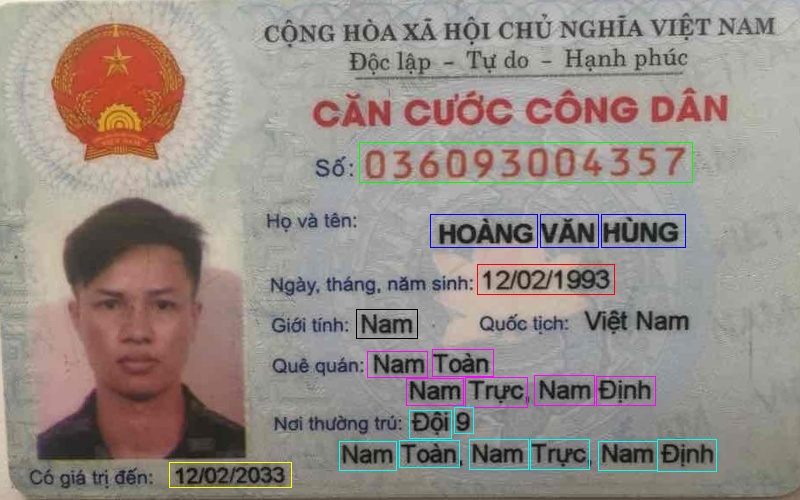 CỘNG HÒA XÃ HỘI CHỦ NGHĨA VIỆT NAM
Độc lập - Tự do - Hạnh phúc
CĂN CƯỚC CÔNG DÂN
Số: 036093004357
Họ và tên: HOÀNG VĂN HÙNG
Ngày, tháng, năm sinh: 12/02/1993
Giới tính: Nam Quốc tịch: Việt Nam
Quê quán: Nam Toàn
Nam Trực, Nam Định
Nơi thường trú: Đội 9
Nam Toàn, Nam Trực, Nam Định
Có giá trị đến: 12/02/2033